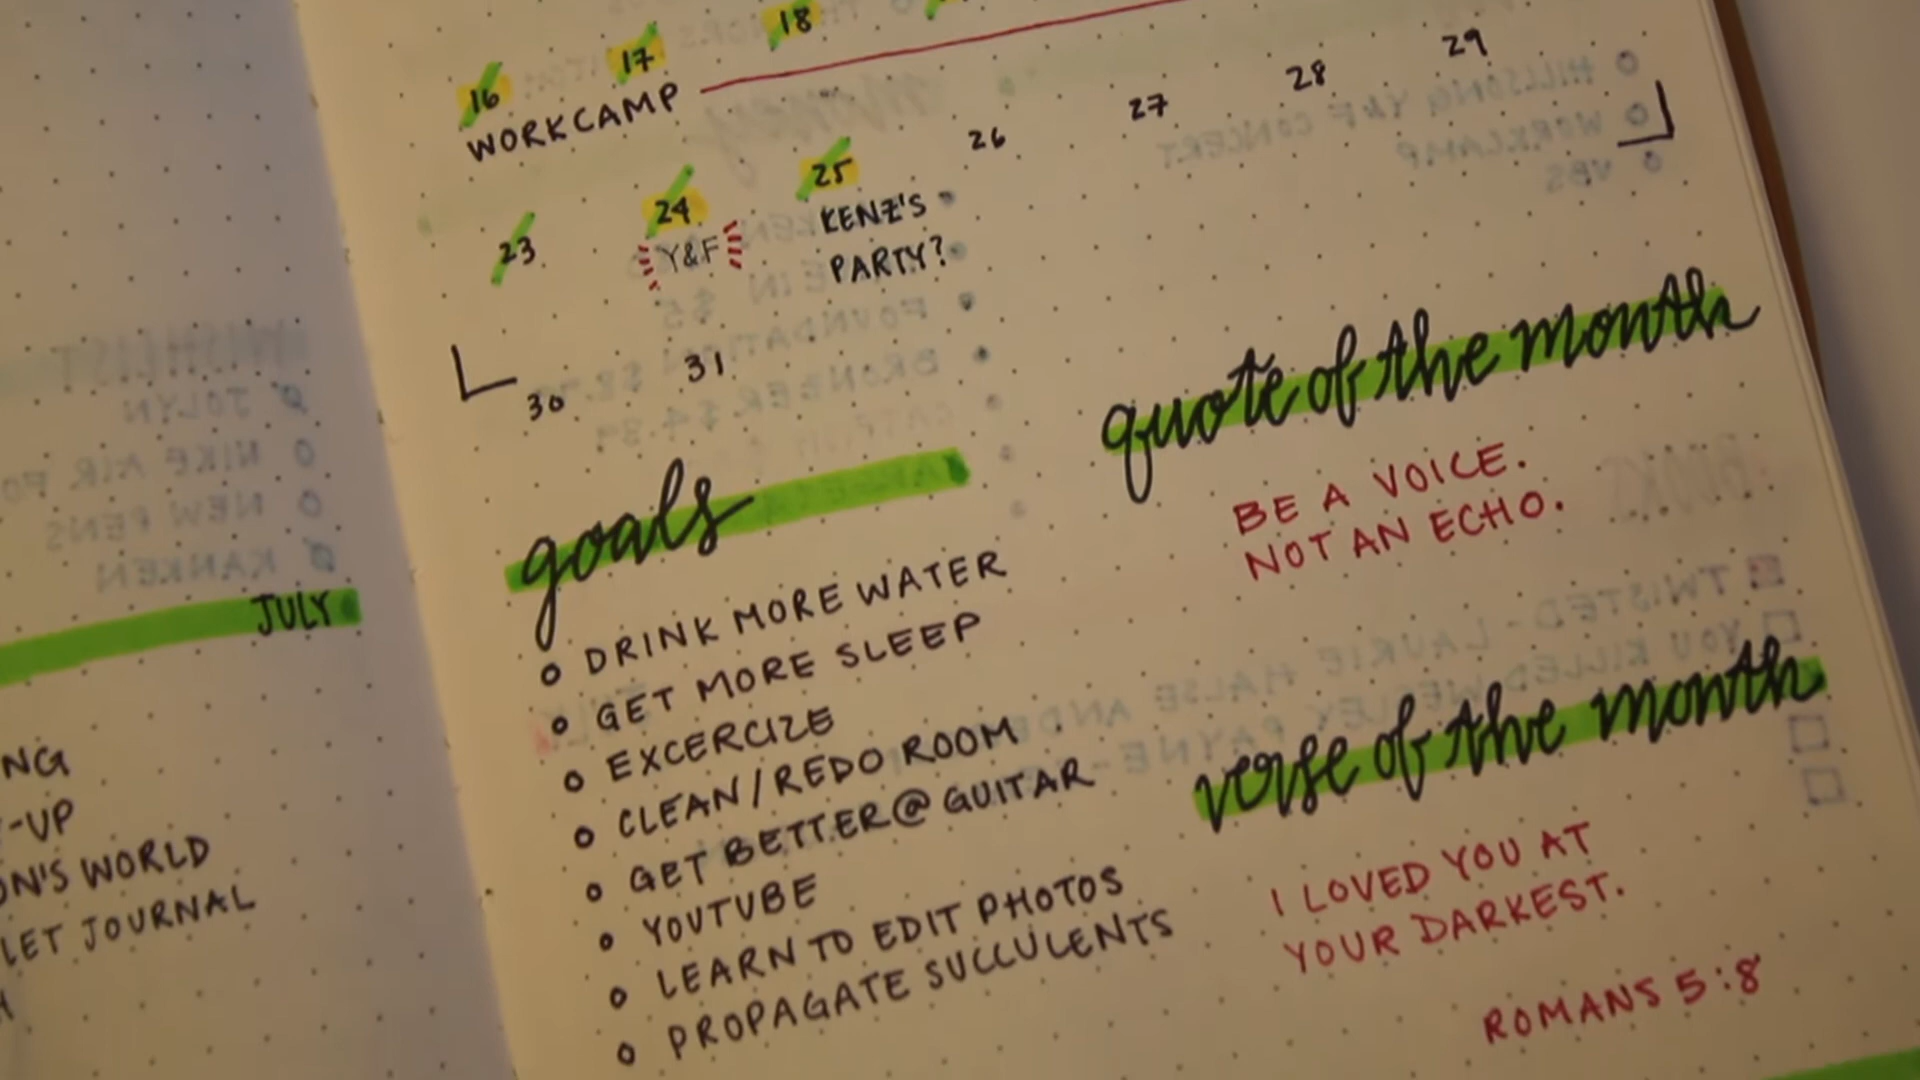 16 17 18
WORKCAMP
23 24 25 26 27 28 29
Y&F
KENZ'S
PARTY?
30 31
goals
DRINK MORE WATER
GET MORE SLEEP
EXCERCIZE
CLEAN/REDO ROOM
GET BETTER @ GUITAR
YOUTUBE
LEARN TO EDIT PHOTOS
PROPAGATE SUCCULENTS
quote of the month
BE A VOICE.
NOT AN ECHO.
verse of the month
I LOVED YOU AT
YOUR DARKEST.
ROMANS 5:8
JULY
NG
-UP
ON'S WORLD
LET JOURNAL